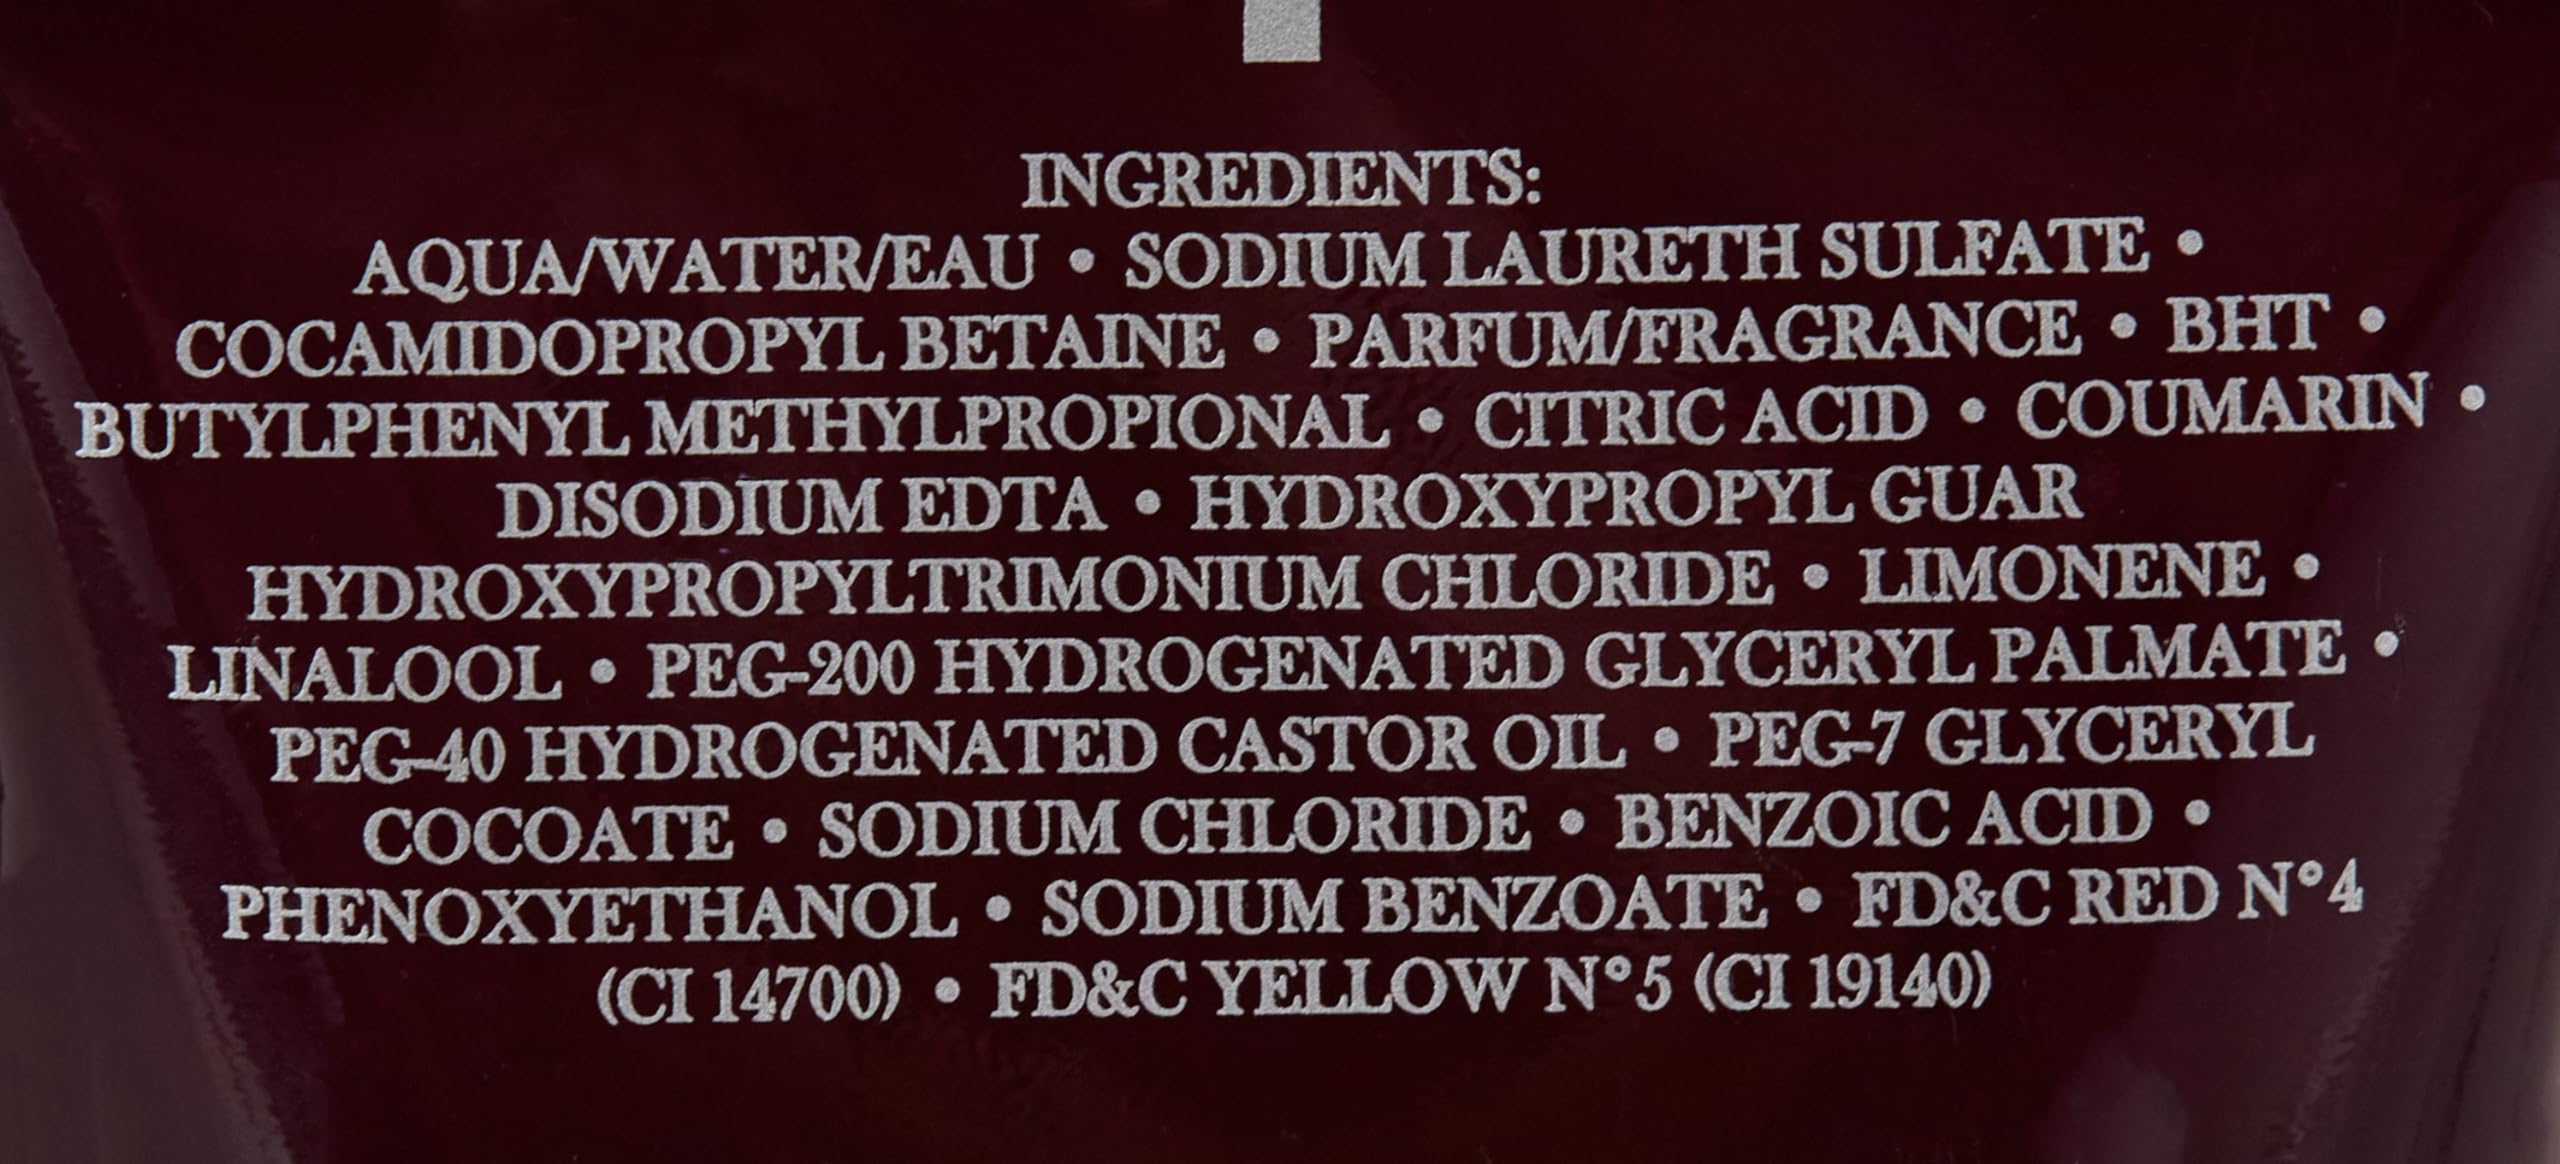 INGREDIENTS:
AQUA/WATER/EAU • SODIUM LAURETH SULFATE •
COCAMIDOPROPYL BETAINE • PARFUM/FRAGRANCE • BHT •
BUTYLPHENYL METHYLPROPIONAL • CITRIC ACID • COUMARIN •
DISODIUM EDTA • HYDROXYPROPYL GUAR
HYDROXYPROPYLTRIMONIUM CHLORIDE • LIMONENE •
LINALOOL • PEG-200 HYDROGENATED GLYCERYL PALMATE •
PEG-40 HYDROGENATED CASTOR OIL • PEG-7 GLYCERYL
COCOATE • SODIUM CHLORIDE • BENZOIC ACID •
PHENOXYETHANOL • SODIUM BENZOATE • FD&C RED N°4
(CI 14700) • FD&C YELLOW N°5 (CI 19140)